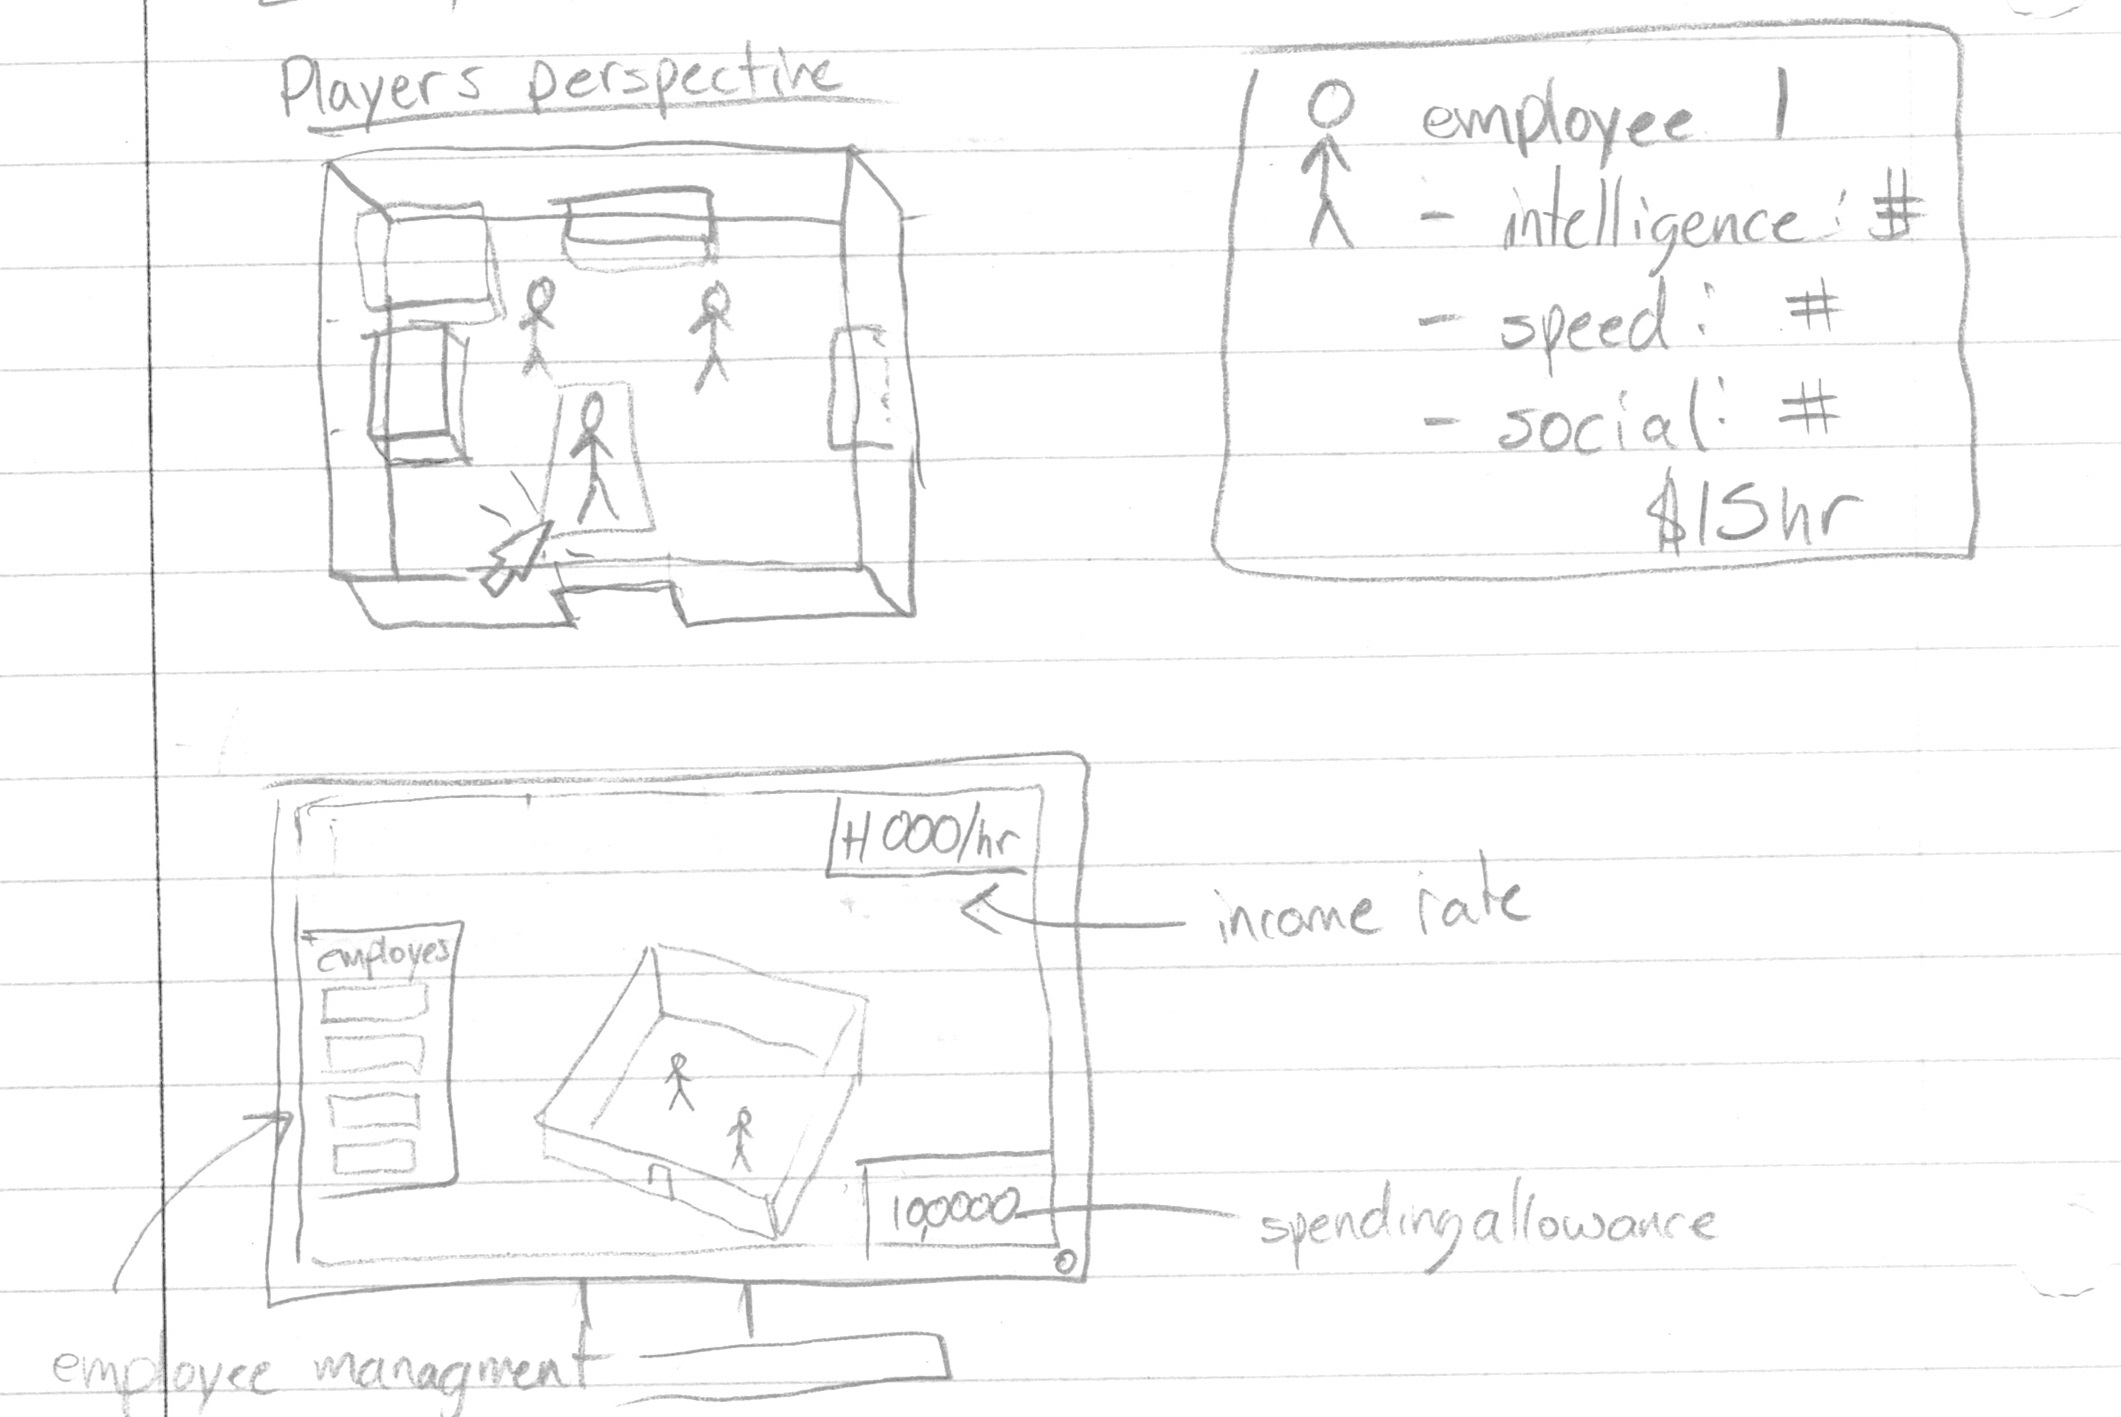 Players perspective
employee 1
- intelligence: #
- speed: #
- social: #
$15hr
+1000/hr
income rate
employes
100000
spending allowance
employee managment